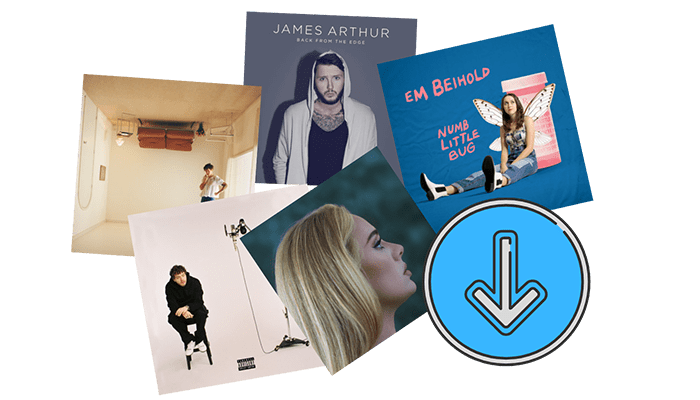 JAMES ARTHUR
BACK FROM THE EDGE
EM BEIHOLD
NUMB
LITTLE
BUG